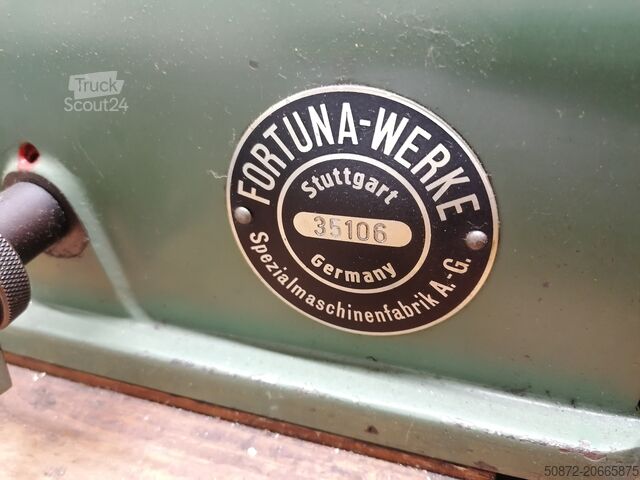 Truck
Scout24
FORTUNA-WERKE
Stuttgart
35106
Germany
Spezialmaschinenfabrik A.-G.
50872-20665875